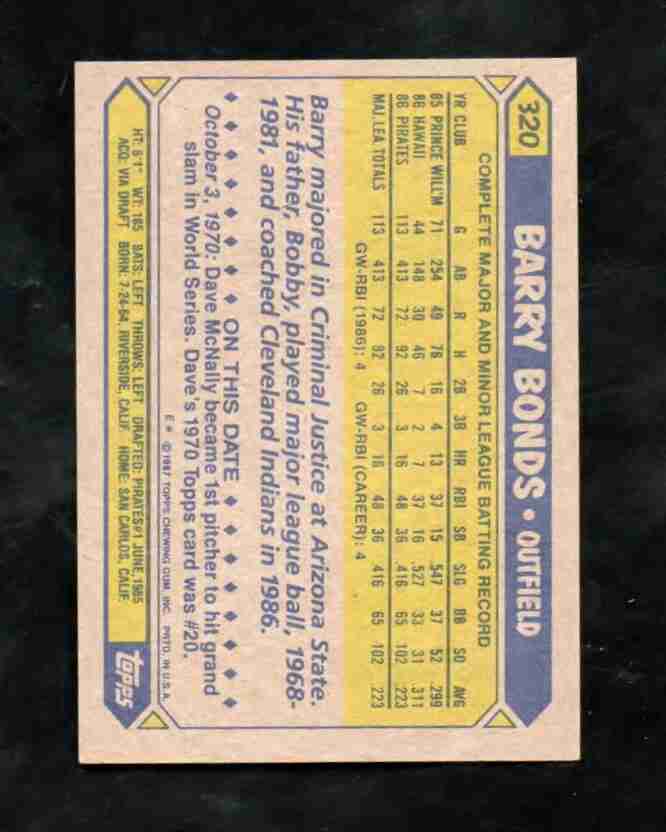 320 BARRY BONDS • OUTFIELD
COMPLETE MAJOR AND MINOR LEAGUE BATTING RECORD
YR CLUB G AB R H 2B 3B HR RBI SB SLG BB SO AVG
85 PRINCE WILL'M 71 254 49 76 16 4 13 37 15 .547 37 52 .299
86 HAWAII 44 148 30 46 7 2 7 37 16 .527 33 31 .311
86 PIRATES 113 413 72 92 26 3 16 48 36 .416 65 102 .223
MAJ. LEA. TOTALS 113 413 72 92 26 3 16 48 36 .416 65 102 .223
GW-RBI (1986): 4 GW-RBI (CAREER): 4
Barry majored in Criminal Justice at Arizona State.
His father, Bobby, played major league ball, 1968-
1981, and coached Cleveland Indians in 1986.
♦ ♦ ♦ ♦ ♦ ♦ ♦ ♦ ON THIS DATE ♦ ♦ ♦ ♦ ♦ ♦ ♦ ♦
October 3, 1970: Dave McNally became 1st pitcher to hit grand
slam in World Series. Dave's 1970 Topps card was #20.
E* © 1987 TOPPS CHEWING GUM, INC. PRTD. IN U.S.A.
HT: 6'1" WT: 185 BATS: LEFT THROWS: LEFT DRAFTED: PIRATES #1 JUNE, 1985
ACQ: VIA DRAFT BORN: 7-24-64, RIVERSIDE, CALIF. HOME: SAN CARLOS, CALIF.
topps